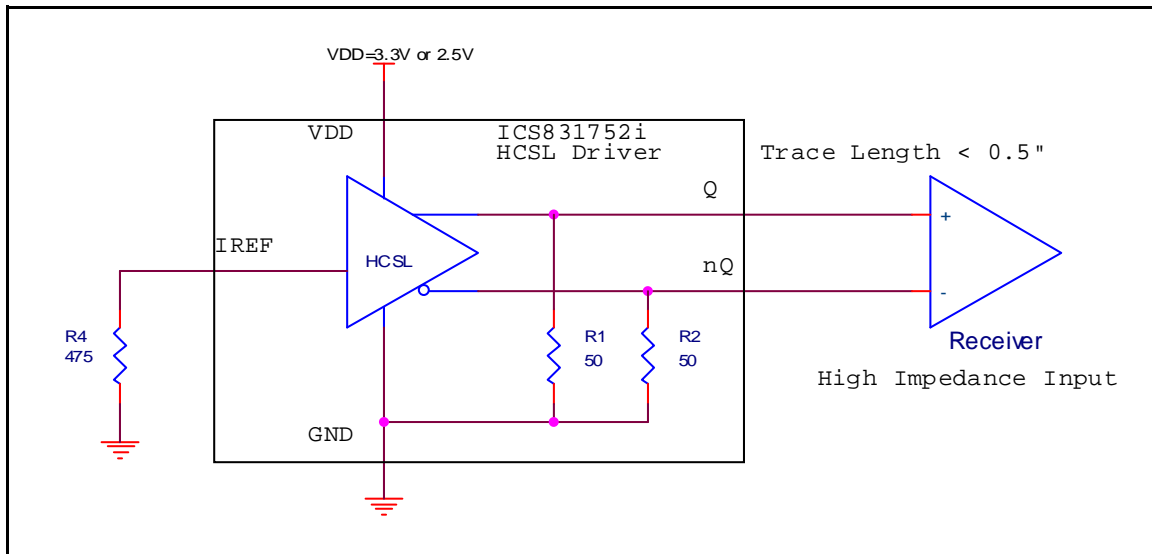 VDD=3.3V or 2.5V
VDD
ICS831752i
HCSL Driver
Trace Length < 0.5"
Q
+
IREF
HCSL
nQ
-
R4
475
R1
50
R2
50
Receiver
High Impedance Input
GND